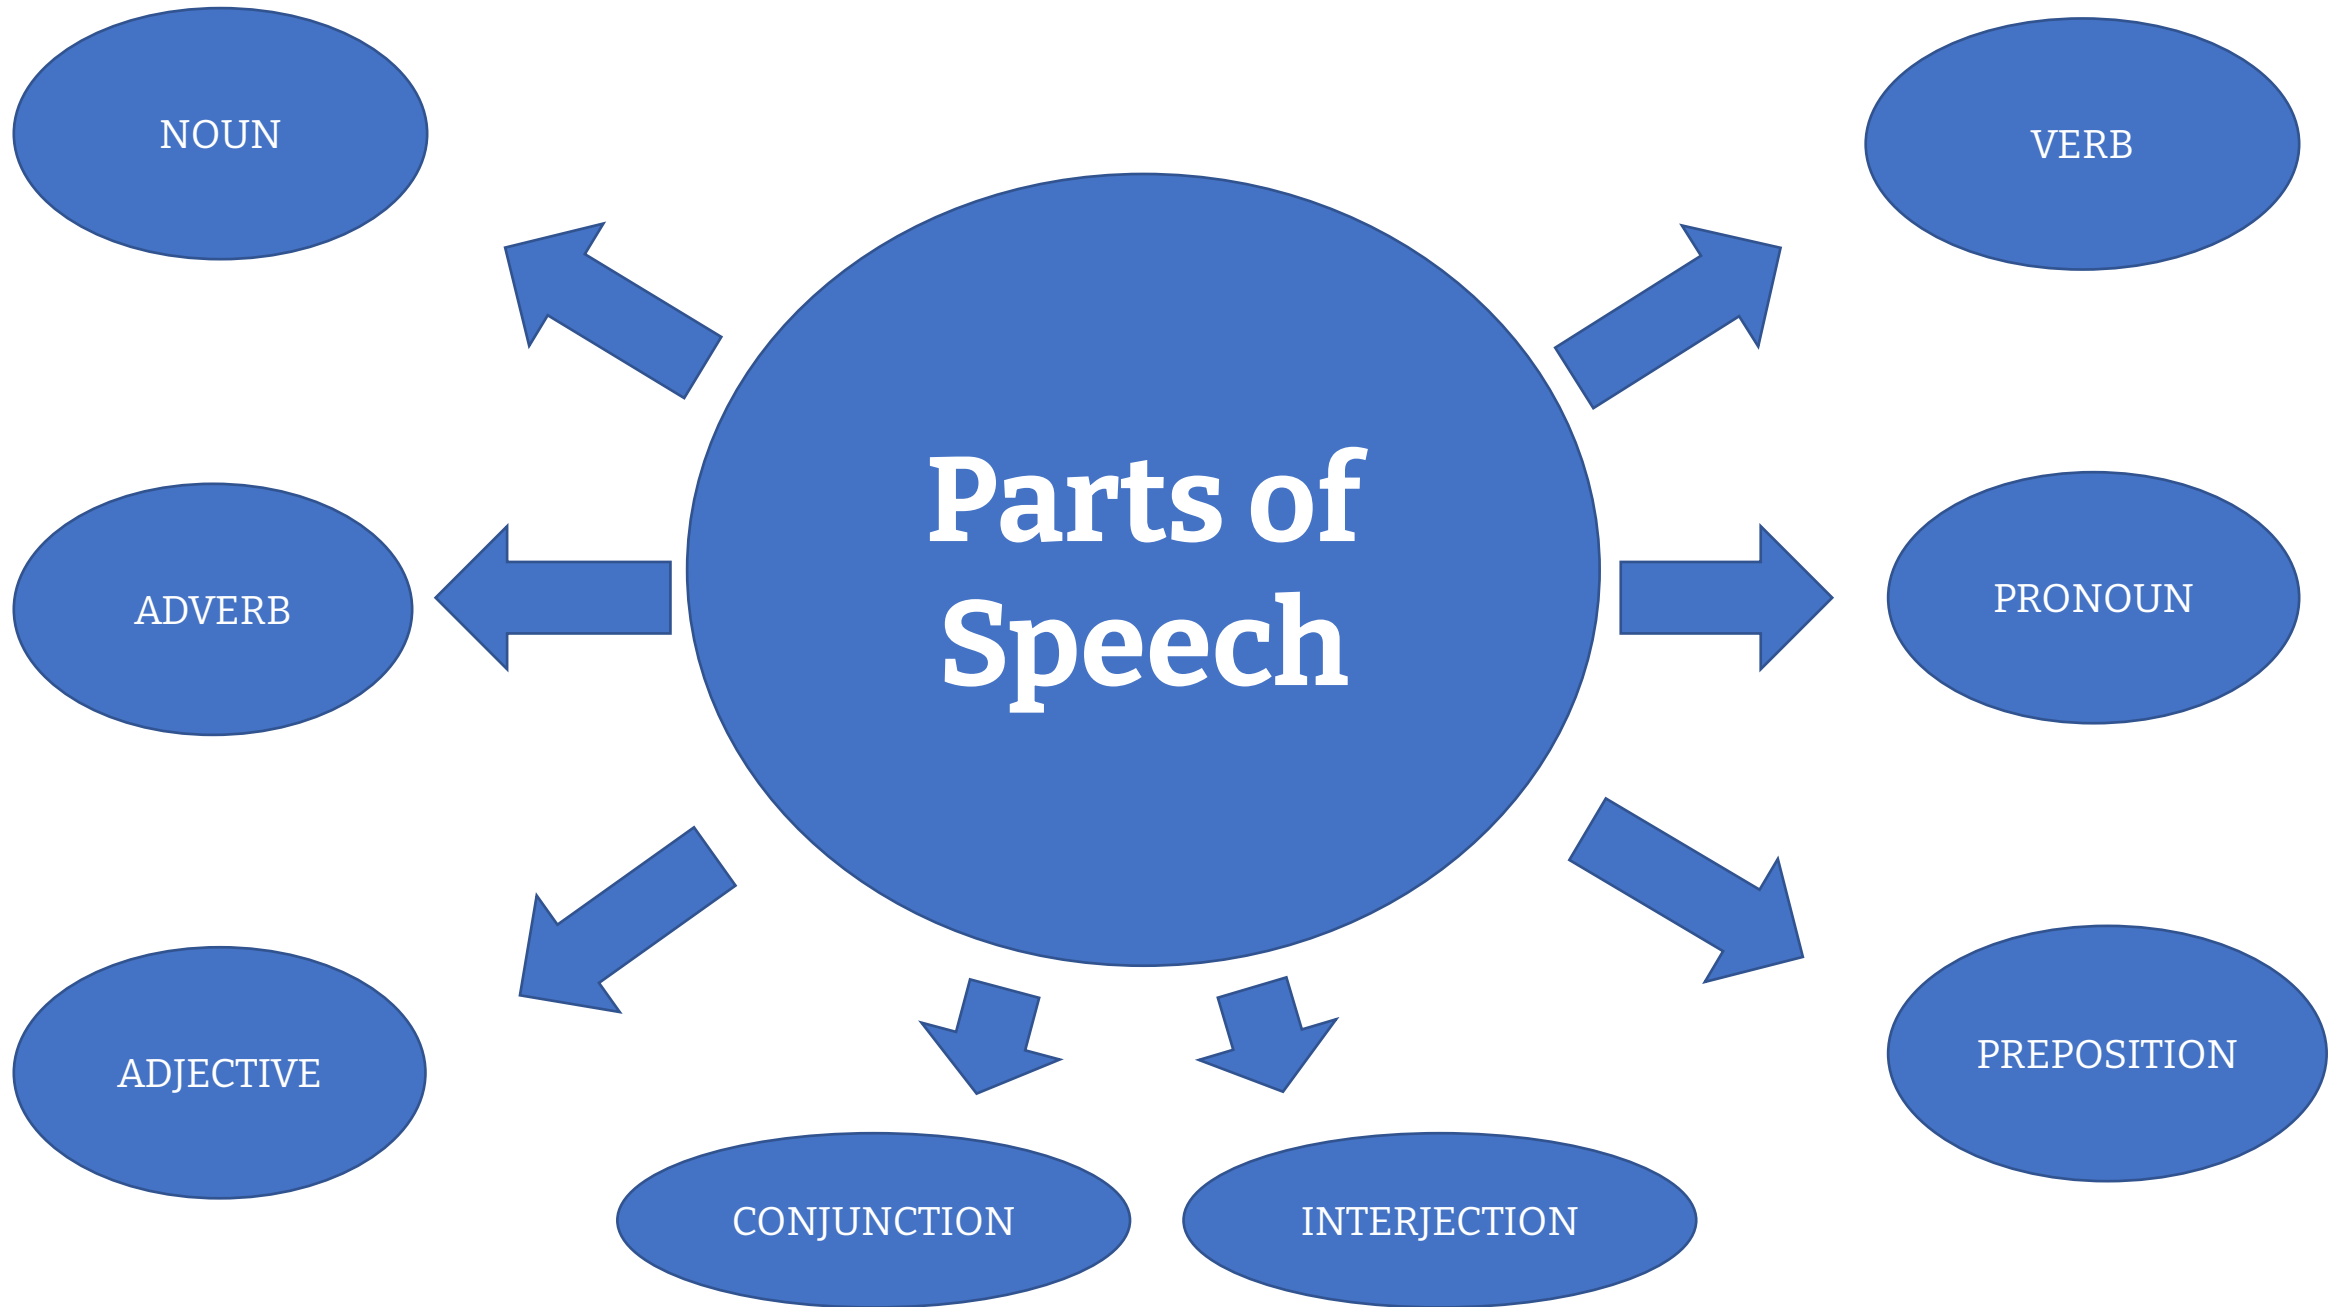 NOUN
VERB
Parts of
Speech
ADVERB
PRONOUN
ADJECTIVE
PREPOSITION
CONJUNCTION
INTERJECTION